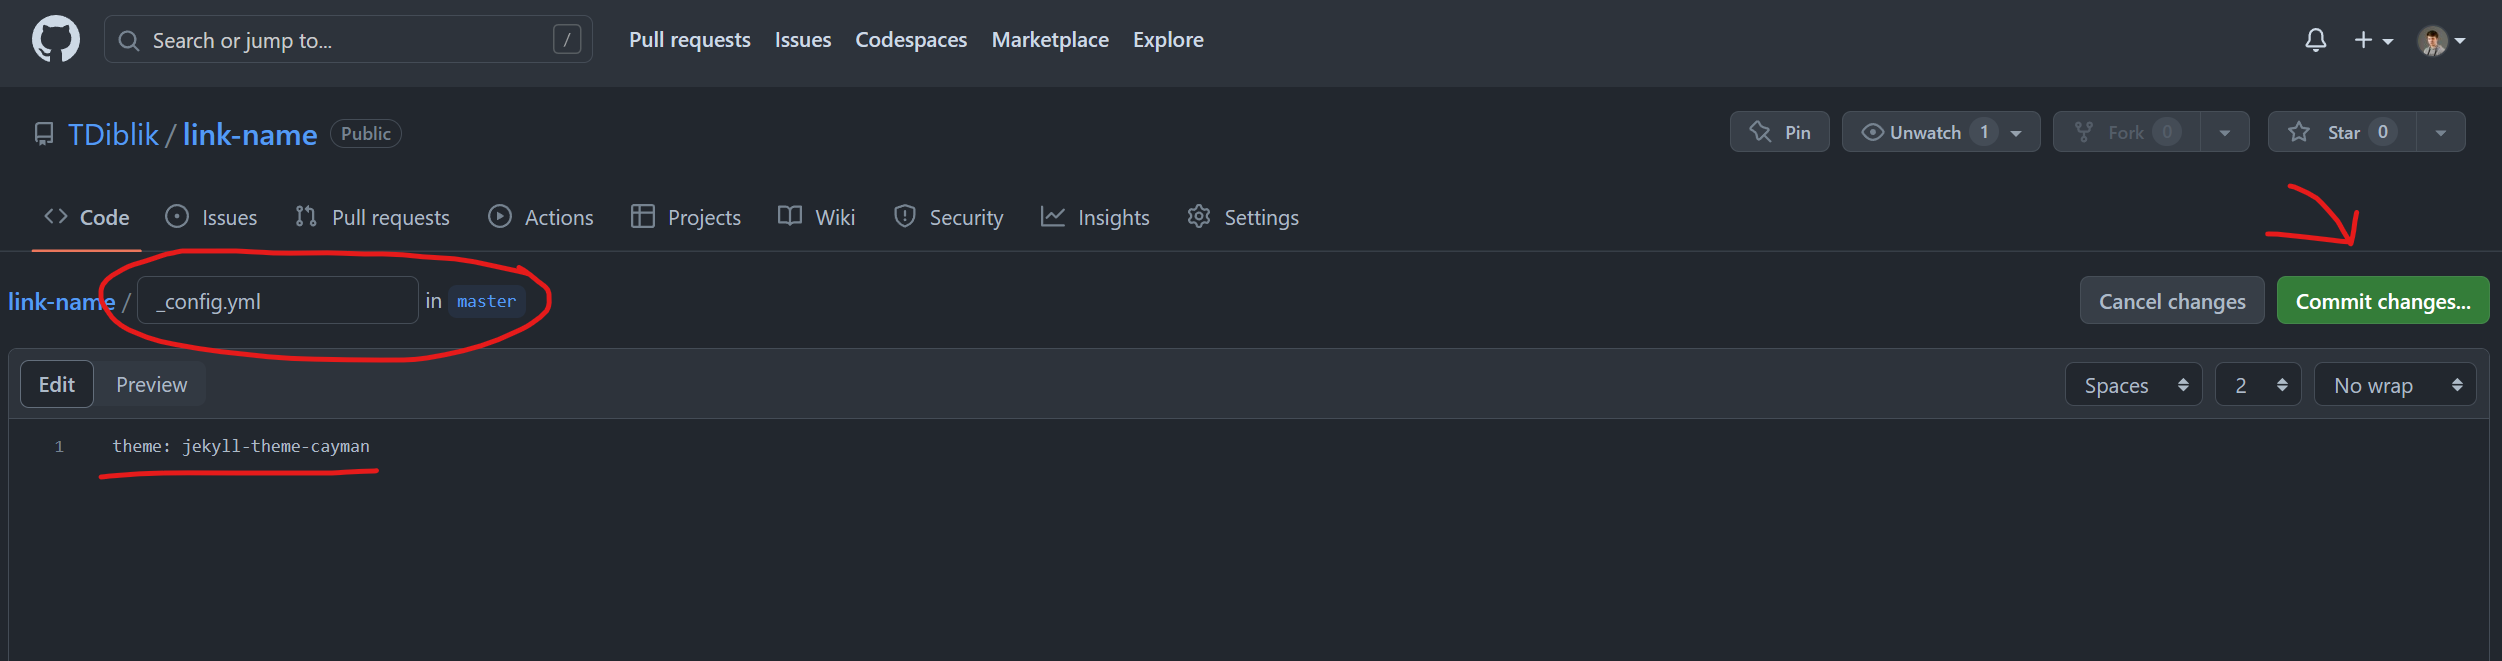 Search or jump to... / Pull requests Issues Codespaces Marketplace Explore
TDiblik / link-name Public Pin Unwatch 1 Fork 0 Star 0
Code Issues Pull requests Actions Projects Wiki Security Insights Settings
link-name / _config.yml in master Cancel changes Commit changes...
Edit Preview Spaces 2 No wrap
1 theme: jekyll-theme-cayman